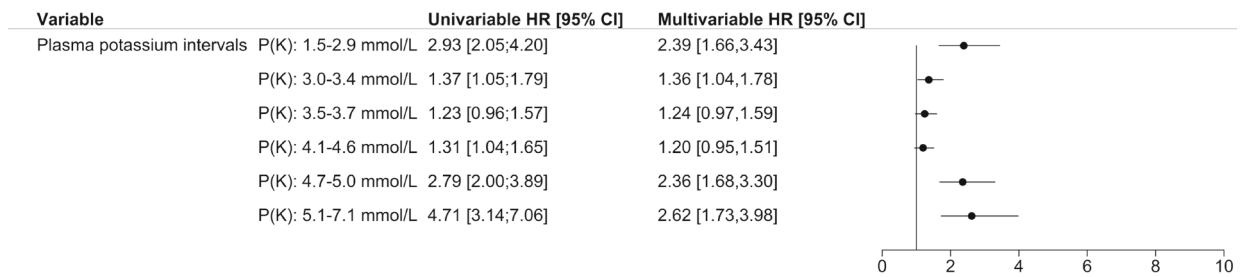 Variable Univariable HR [95% CI] Multivariable HR [95% CI]
Plasma potassium intervals P(K): 1.5-2.9 mmol/L 2.93 [2.05;4.20] 2.39 [1.66,3.43]
P(K): 3.0-3.4 mmol/L 1.37 [1.05;1.79] 1.36 [1.04,1.78]
P(K): 3.5-3.7 mmol/L 1.23 [0.96;1.57] 1.24 [0.97,1.59]
P(K): 4.1-4.6 mmol/L 1.31 [1.04;1.65] 1.20 [0.95,1.51]
P(K): 4.7-5.0 mmol/L 2.79 [2.00;3.89] 2.36 [1.68,3.30]
P(K): 5.1-7.1 mmol/L 4.71 [3.14;7.06] 2.62 [1.73,3.98]
0 2 4 6 8 10